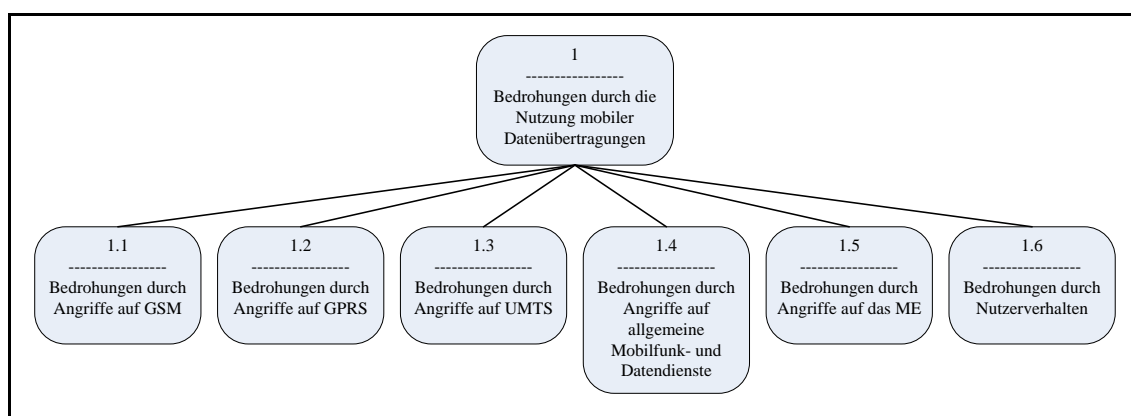 1
-----------------
Bedrohungen durch die
Nutzung mobiler
Datenübertragungen
1.1
-----------------
Bedrohungen durch
Angriffe auf GSM
1.2
-----------------
Bedrohungen durch
Angriffe auf GPRS
1.3
-----------------
Bedrohungen durch
Angriffe auf UMTS
1.4
-----------------
Bedrohungen durch
Angriffe auf
allgemeine
Mobilfunk- und
Datendienste
1.5
-----------------
Bedrohungen durch
Angriffe auf das ME
1.6
-----------------
Bedrohungen durch
Nutzerverhalten